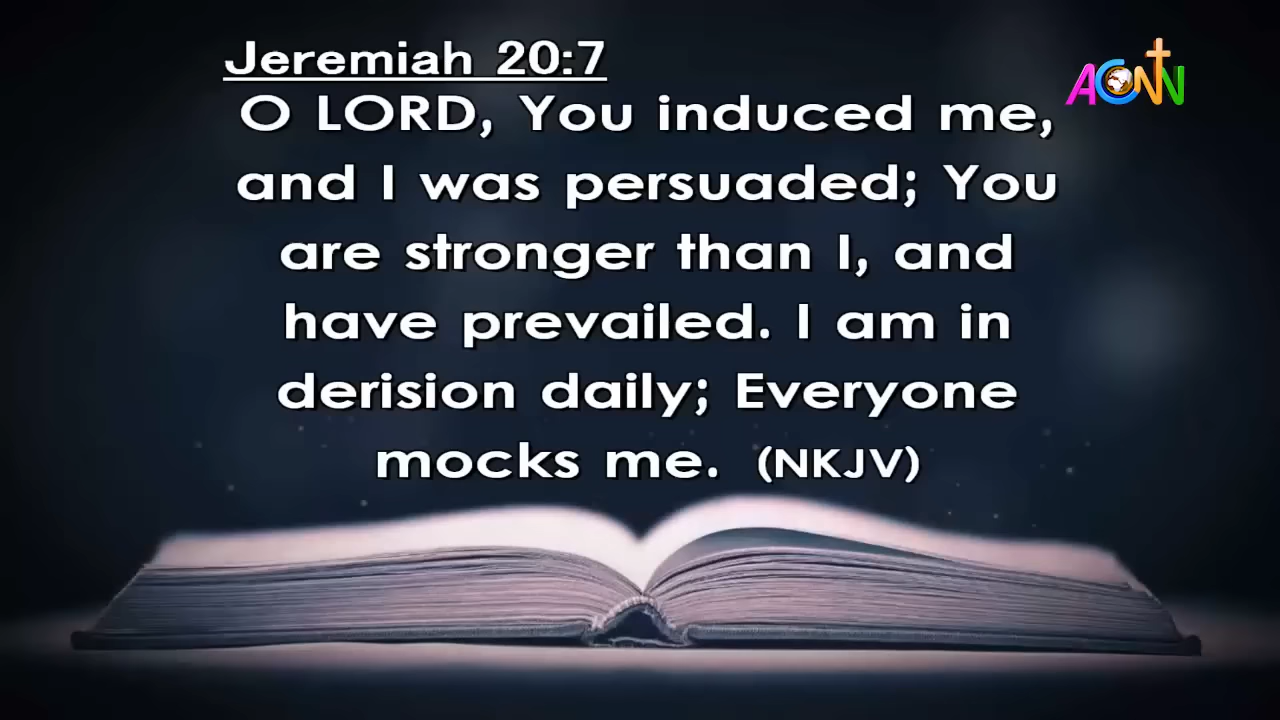 Jeremiah 20:7
ACNN
O LORD, You induced me,
and I was persuaded; You
are stronger than I, and
have prevailed. I am in
derision daily; Everyone
mocks me. (NKJV)